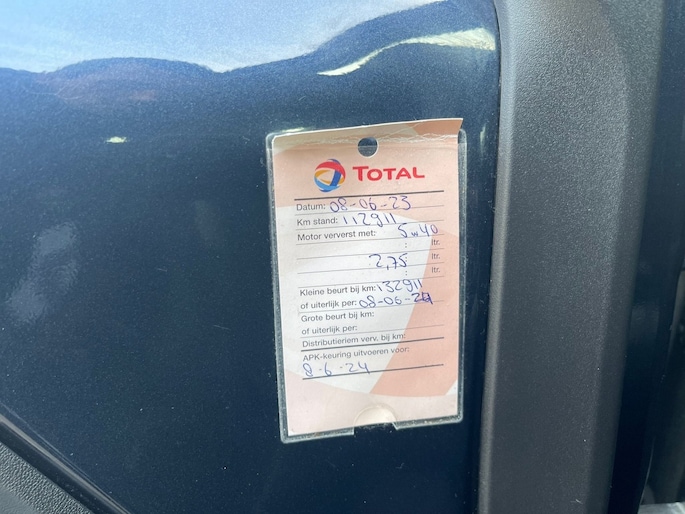 TOTAL
Datum: 08-06-23
Km stand: 112911
Motor ververst met: 5w40
: ltr.
2,75 ltr.
: ltr.
Kleine beurt bij km: 132911
of uiterlijk per: 08-06-24
Grote beurt bij km:
of uiterlijk per:
Distributieriem verv. bij km:
APK-keuring uitvoeren vóór:
8-6-24